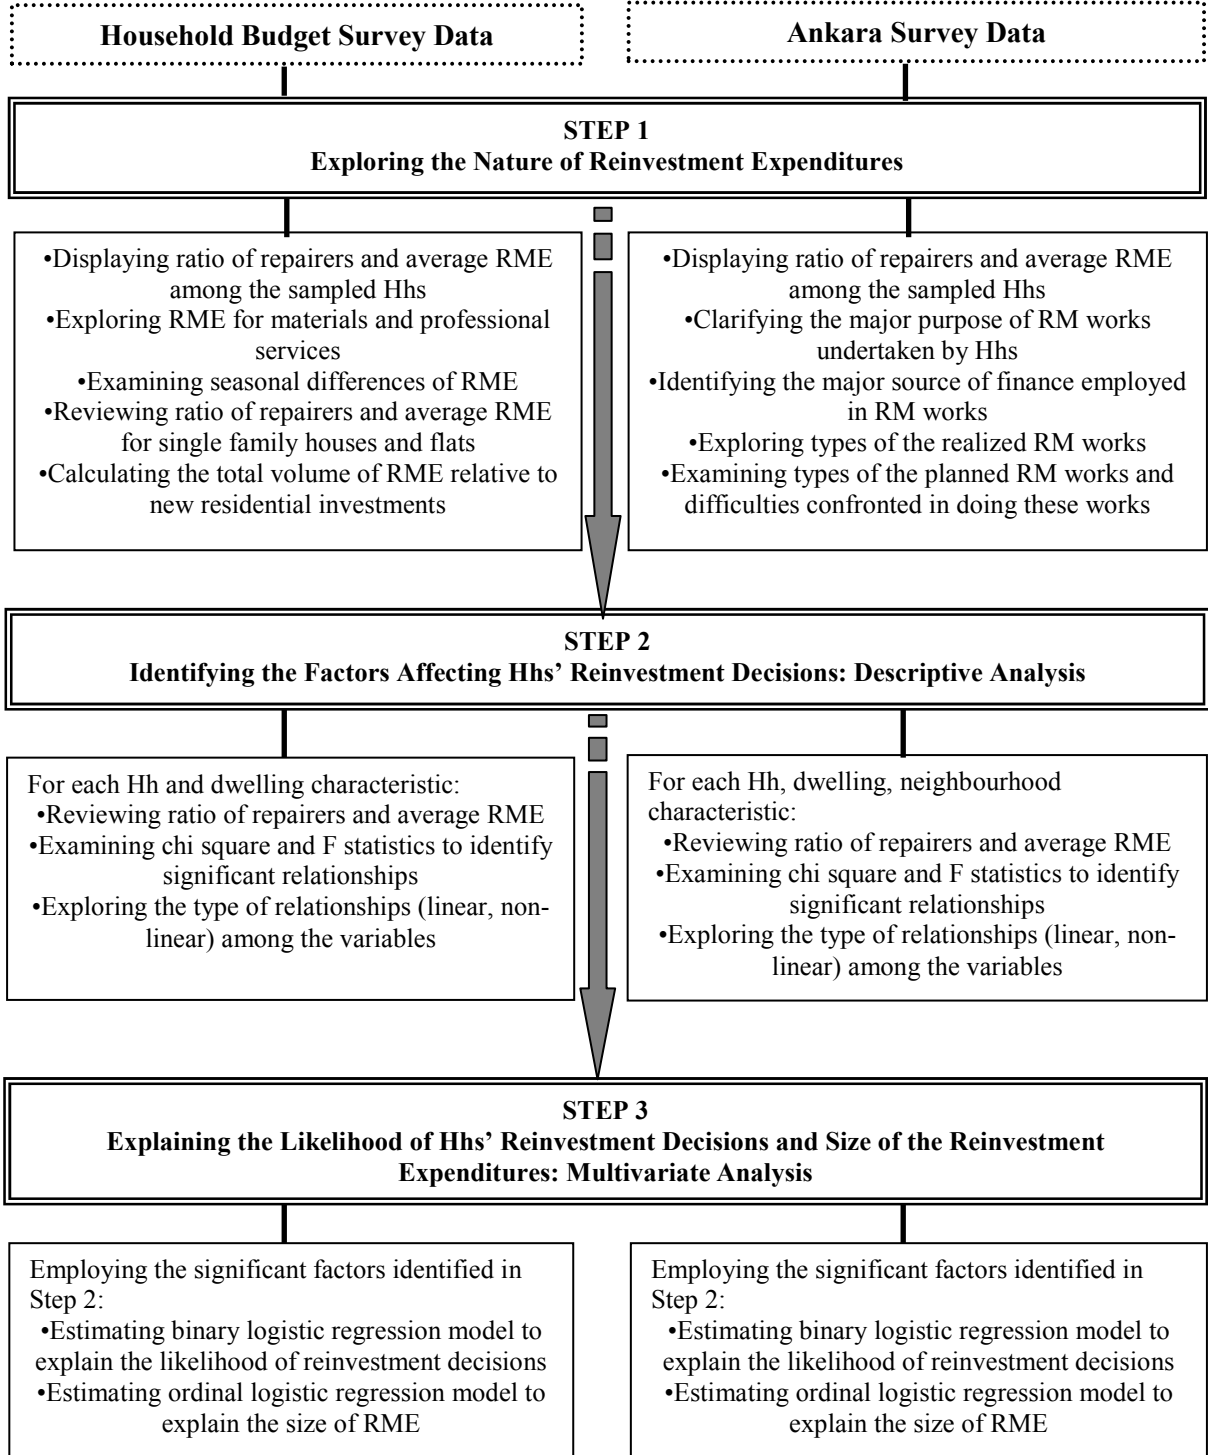 Household Budget Survey Data
Ankara Survey Data
STEP 1
Exploring the Nature of Reinvestment Expenditures
•Displaying ratio of repairers and average RME
among the sampled Hhs
•Exploring RME for materials and professional
services
•Examining seasonal differences of RME
•Reviewing ratio of repairers and average RME
for single family houses and flats
•Calculating the total volume of RME relative to
new residential investments
•Displaying ratio of repairers and average RME
among the sampled Hhs
•Clarifying the major purpose of RM works
undertaken by Hhs
•Identifying the major source of finance employed
in RM works
•Exploring types of the realized RM works
•Examining types of the planned RM works and
difficulties confronted in doing these works
STEP 2
Identifying the Factors Affecting Hhs’ Reinvestment Decisions: Descriptive Analysis
For each Hh and dwelling characteristic:
•Reviewing ratio of repairers and average RME
•Examining chi square and F statistics to identify
significant relationships
•Exploring the type of relationships (linear, non-
linear) among the variables
For each Hh, dwelling, neighbourhood
characteristic:
•Reviewing ratio of repairers and average RME
•Examining chi square and F statistics to identify
significant relationships
•Exploring the type of relationships (linear, non-
linear) among the variables
STEP 3
Explaining the Likelihood of Hhs’ Reinvestment Decisions and Size of the Reinvestment
Expenditures: Multivariate Analysis
Employing the significant factors identified in
Step 2:
•Estimating binary logistic regression model to
explain the likelihood of reinvestment decisions
•Estimating ordinal logistic regression model to
explain the size of RME
Employing the significant factors identified in
Step 2:
•Estimating binary logistic regression model to
explain the likelihood of reinvestment decisions
•Estimating ordinal logistic regression model to
explain the size of RME